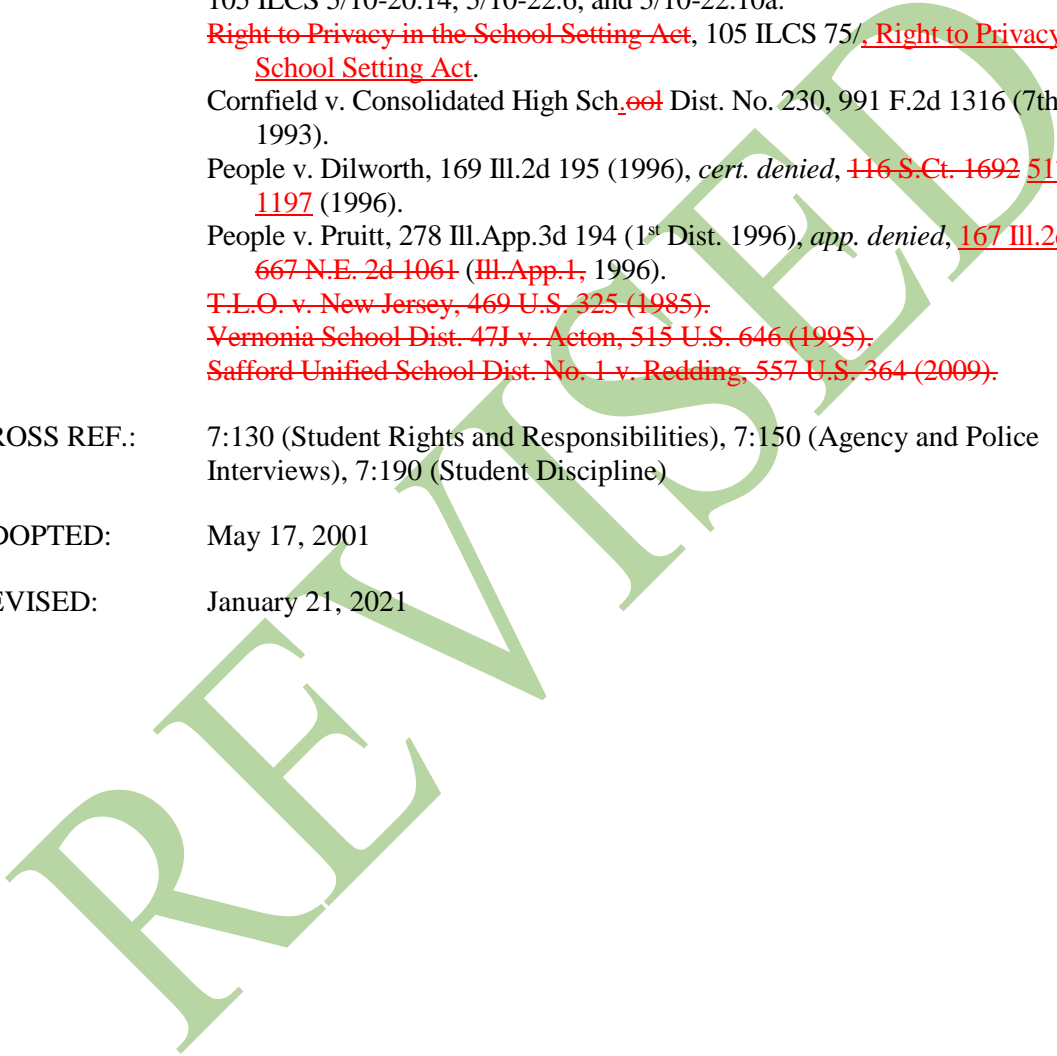 105 ILCS 5/10-20.14, 5/10-22.6, and 5/10-22.10a.
Right to Privacy in the School Setting Act, 105 ILCS 75/, Right to Privacy
School Setting Act.
Cornfield v. Consolidated High Sch.ool Dist. No. 230, 991 F.2d 1316 (7th
1993).
People v. Dilworth, 169 Ill.2d 195 (1996), cert. denied, 116 S.Ct. 1692 51
1197 (1996).
People v. Pruitt, 278 Ill.App.3d 194 (1st Dist. 1996), app. denied, 167 Ill.2d
667 N.E. 2d 1061 (Ill.App.1, 1996).
T.L.O. v. New Jersey, 469 U.S. 325 (1985).
Vernonia School Dist. 47J v. Acton, 515 U.S. 646 (1995).
Safford Unified School Dist. No. 1 v. Redding, 557 U.S. 364 (2009).
ROSS REF.: 7:130 (Student Rights and Responsibilities), 7:150 (Agency and Police
Interviews), 7:190 (Student Discipline)
DOPTED: May 17, 2001
EVISED: January 21, 2021
REVISED